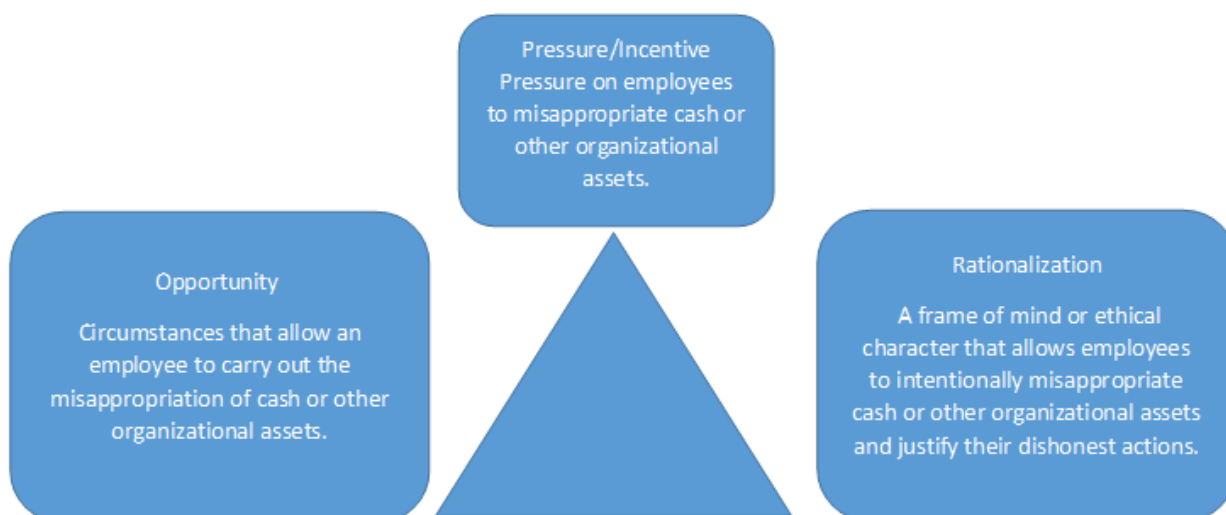 Pressure/Incentive
Pressure on employees
to misappropriate cash or
other organizational
assets.
Opportunity
Circumstances that allow an
employee to carry out the
misappropriation of cash or other
organizational assets.
Rationalization
A frame of mind or ethical
character that allows employees
to intentionally misappropriate
cash or other organizational assets
and justify their dishonest actions.